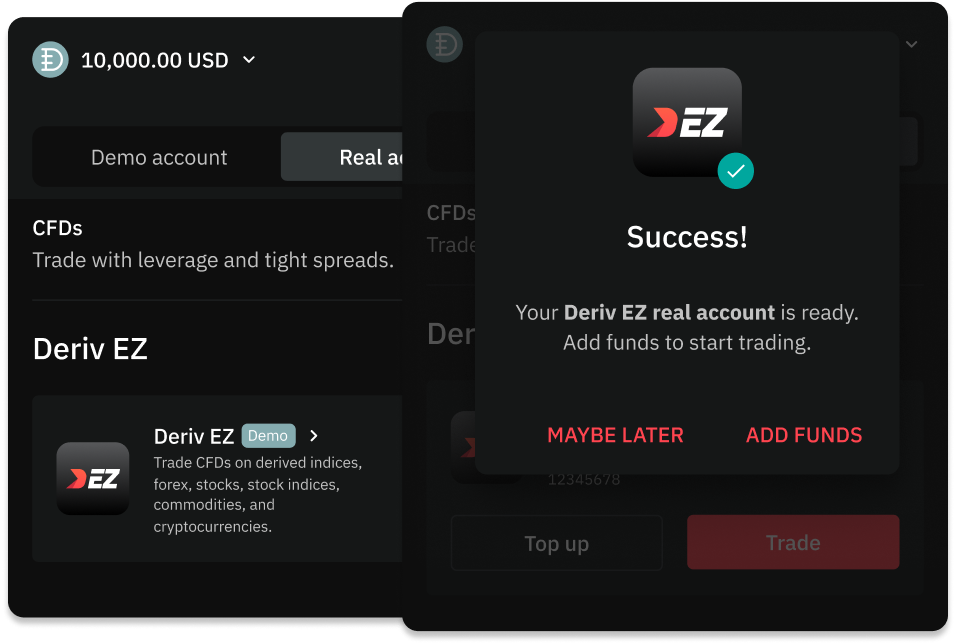 10,000.00 USD
Demo account
Real a
CFDs
Trade with leverage and tight spreads.
Deriv EZ
EZ
Deriv EZ Demo
Trade CFDs on derived indices,
forex, stocks, stock indices,
commodities, and
cryptocurrencies.
EZ
Success!
Your Deriv EZ real account is ready.
Add funds to start trading.
MAYBE LATER
ADD FUNDS
CFDs
Trade
Der
12345678
Top up
Trade